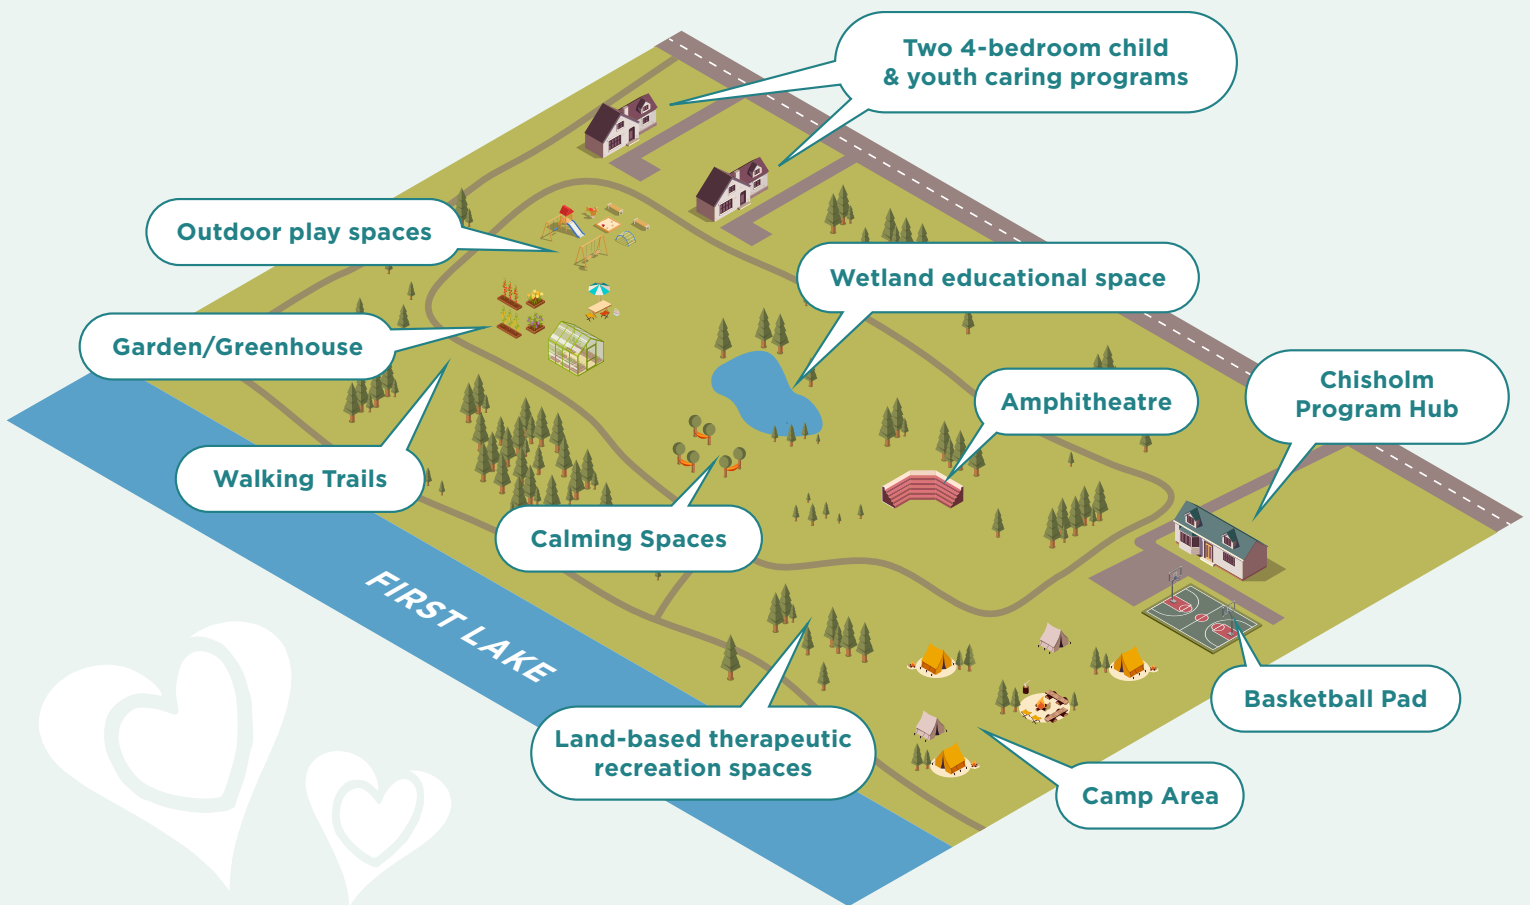 Two 4-bedroom child
& youth caring programs
Outdoor play spaces
Wetland educational space
Garden/Greenhouse
Chisholm
Program Hub
Amphitheatre
Walking Trails
Calming Spaces
FIRST LAKE
Land-based therapeutic
recreation spaces
Basketball Pad
Camp Area